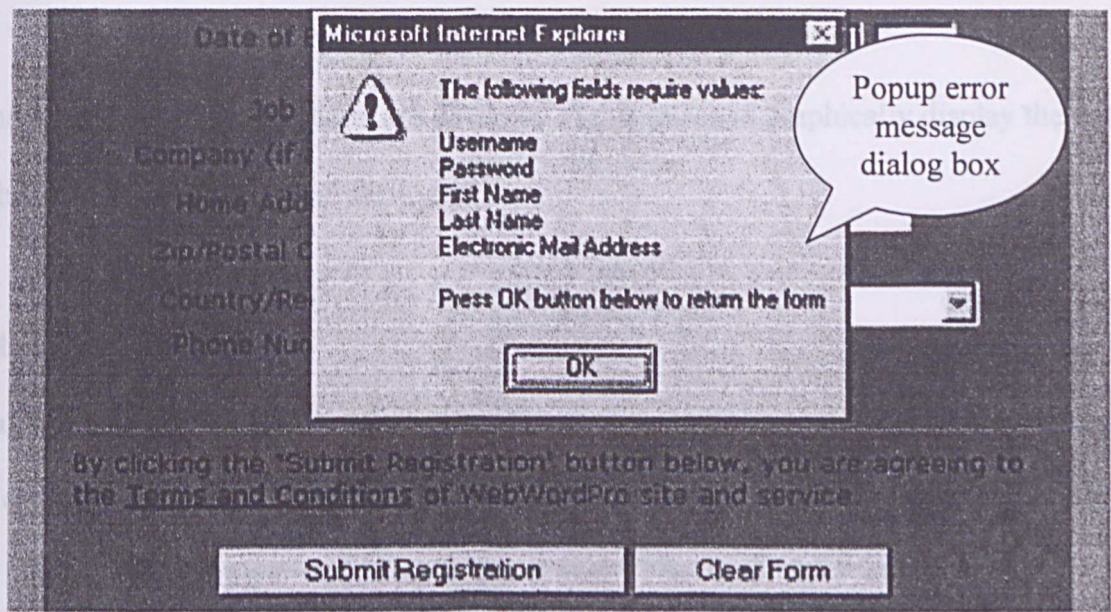 Date of
Microsoft Internet Explorer
The following fields require values:
Popup error
message
dialog box
Job
Username
Company (if
Password
Home Add
First Name
Last Name
Zip/Postal C
Electronic Mail Address
Country/Re
Press OK button below to return the form
Phone Num
OK
By clicking the "Submit Registration" button below, you are agreeing to
the Terms and Conditions of WebWordPro site and service.
Submit Registration
Clear Form